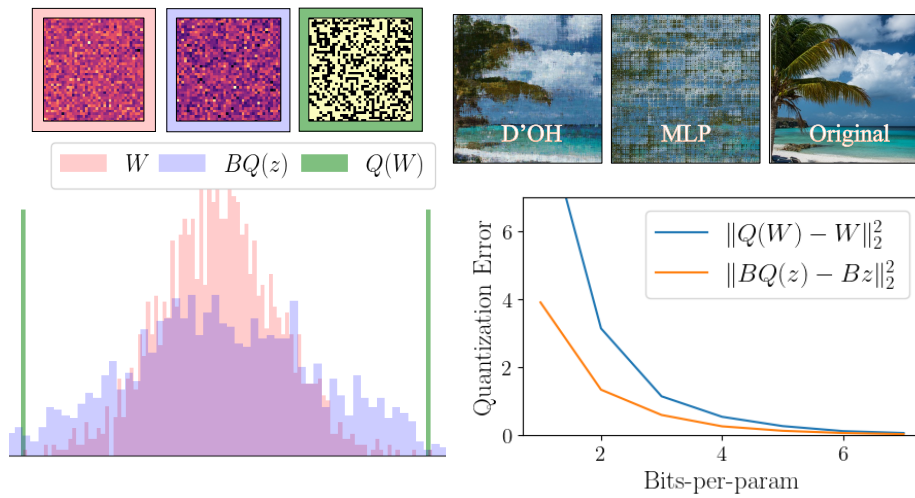 D'OH
MLP
Original
W
BQ(z)
Q(W)
Quantization Error
6
4
2
0
‖Q(W) − W‖₂²
‖BQ(z) − Bz‖₂²
2
4
6
Bits-per-param